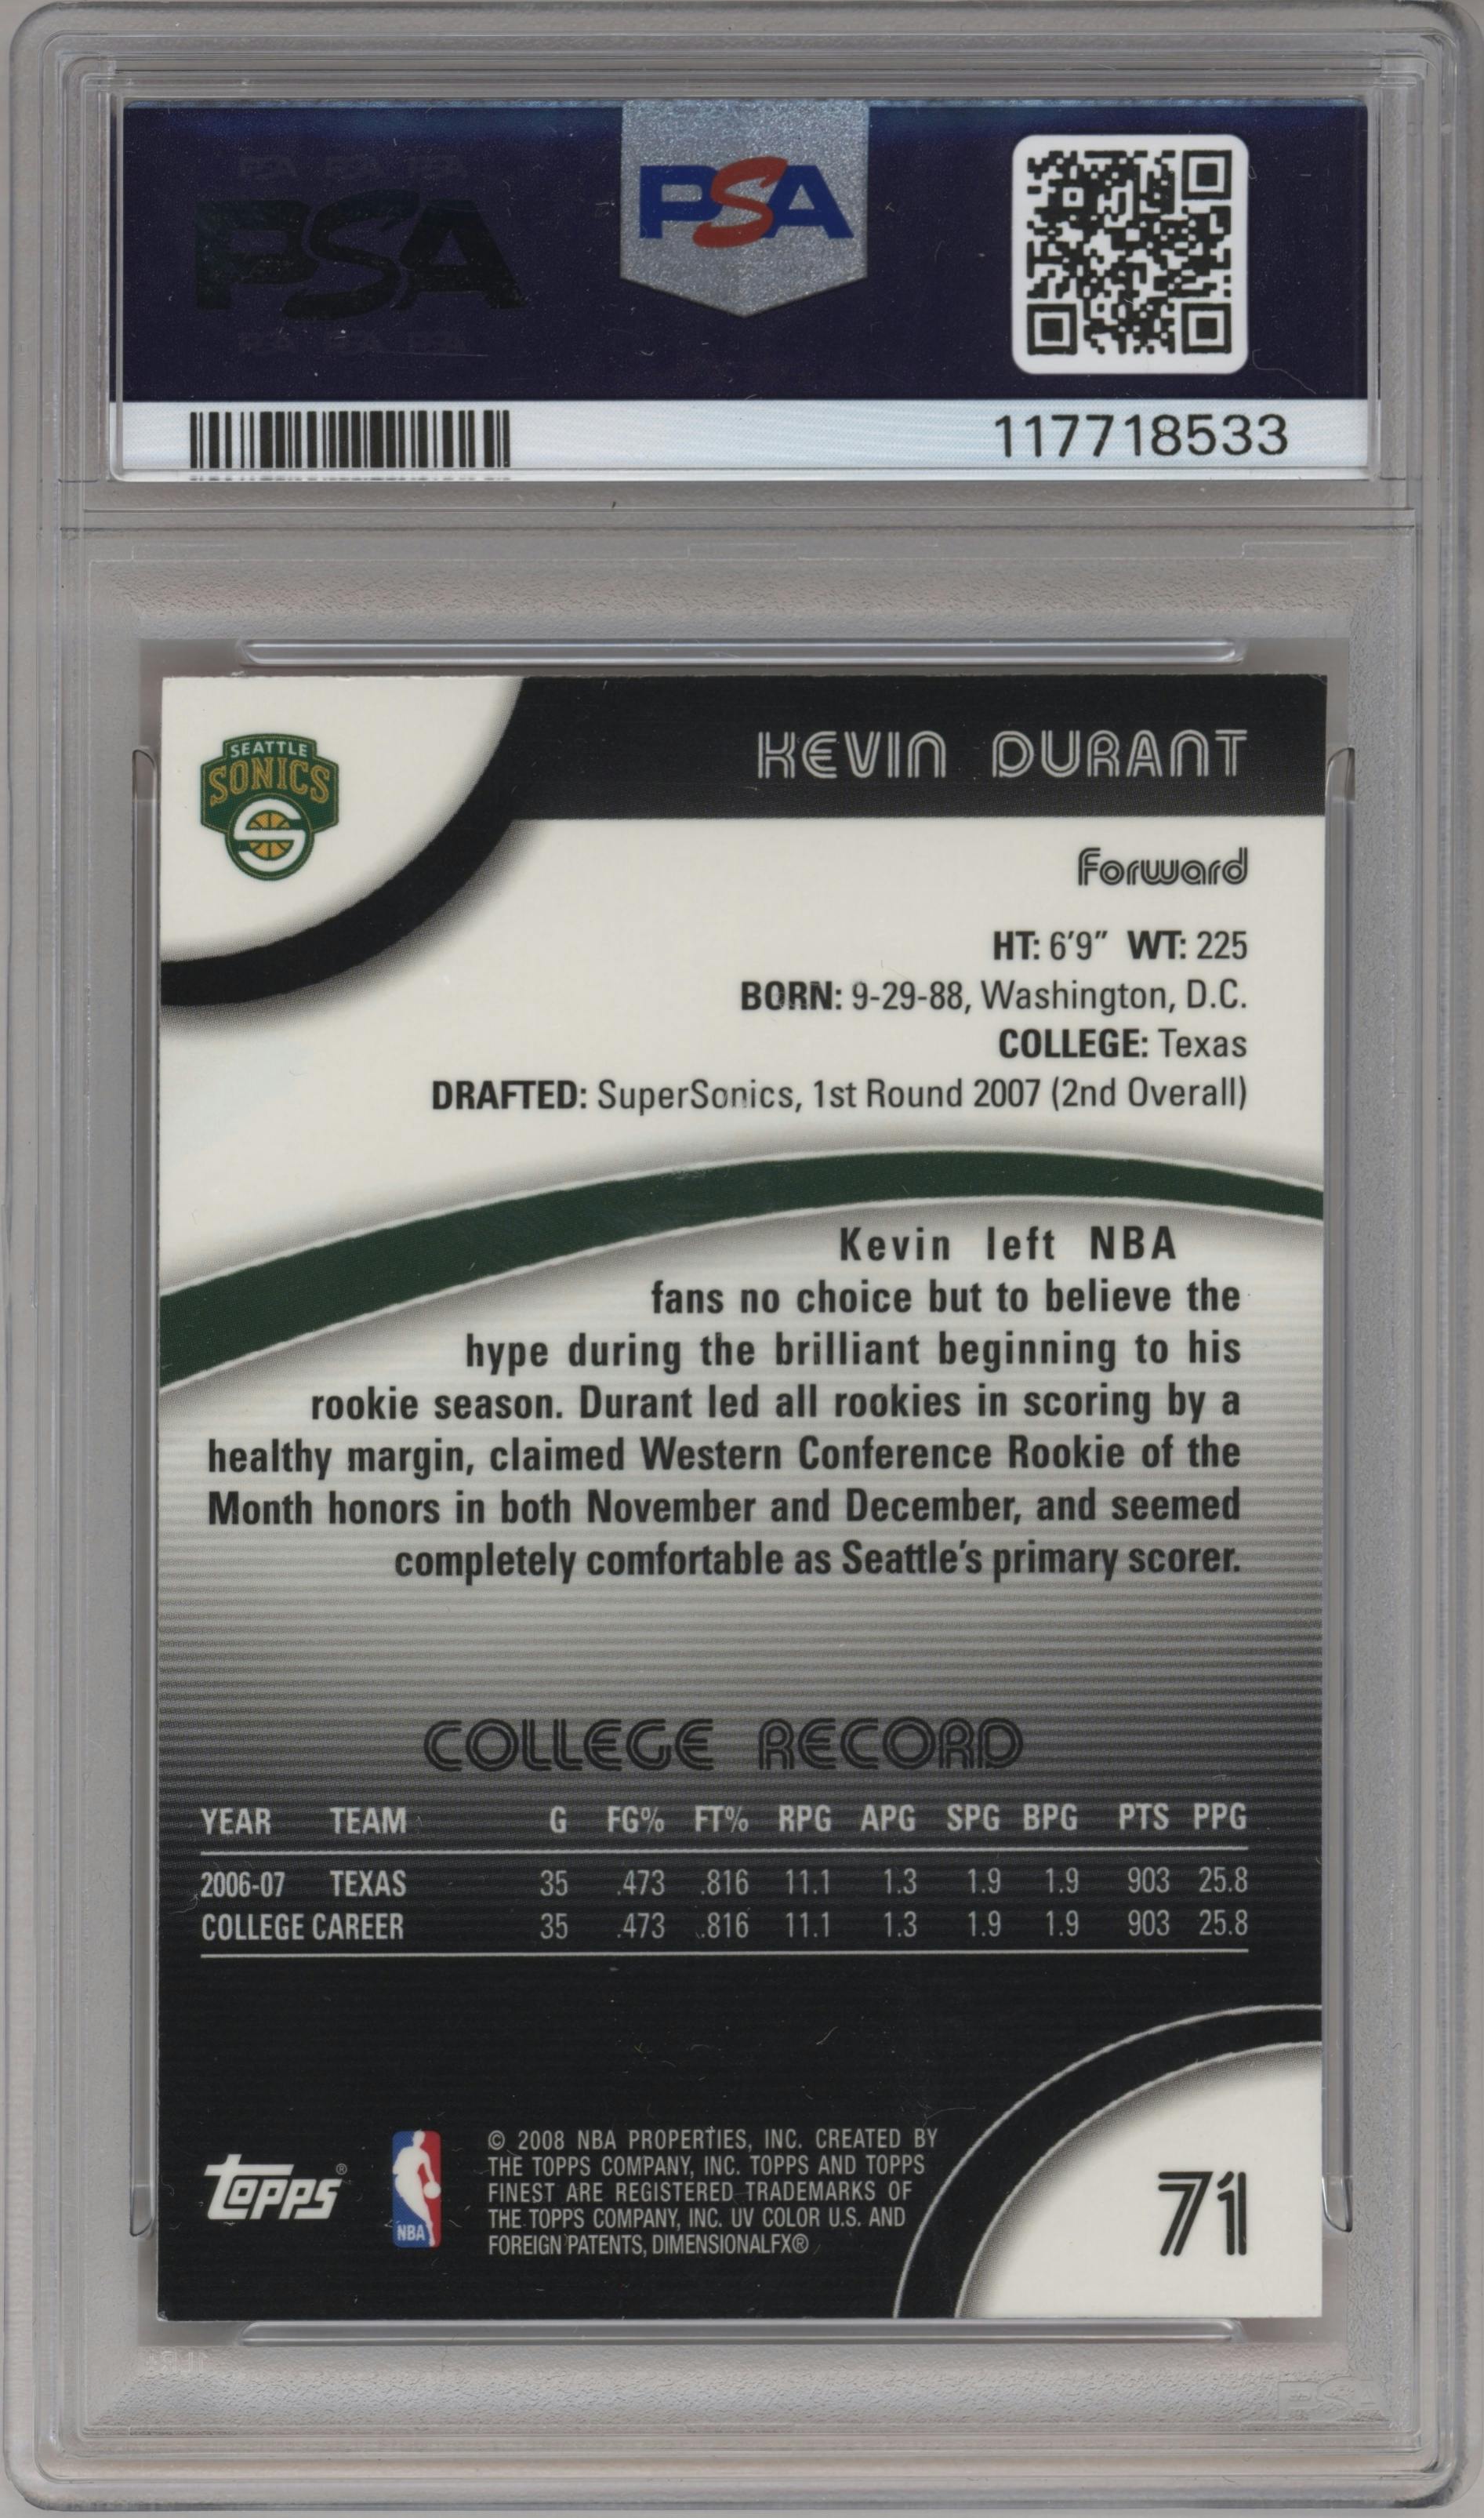 PSA
PSA
117718533
SEATTLE
SONICS
KEVIN DURANT
Forward
HT: 6'9" WT: 225
BORN: 9-29-88, Washington, D.C.
COLLEGE: Texas
DRAFTED: SuperSonics, 1st Round 2007 (2nd Overall)
Kevin left NBA
fans no choice but to believe the
hype during the brilliant beginning to his
rookie season. Durant led all rookies in scoring by a
healthy margin, claimed Western Conference Rookie of the
Month honors in both November and December, and seemed
completely comfortable as Seattle's primary scorer.
COLLEGE RECORD
YEAR TEAM G FG% FT% RPG APG SPG BPG PTS PPG
2006-07 TEXAS 35 .473 .816 11.1 1.3 1.9 1.9 903 25.8
COLLEGE CAREER 35 .473 .816 11.1 1.3 1.9 1.9 903 25.8
© 2008 NBA PROPERTIES, INC. CREATED BY
THE TOPPS COMPANY, INC. TOPPS AND TOPPS
FINEST ARE REGISTERED TRADEMARKS OF
THE TOPPS COMPANY, INC. UV COLOR U.S. AND
FOREIGN PATENTS, DIMENSIONALFX®
Topps®
NBA
71
PSA